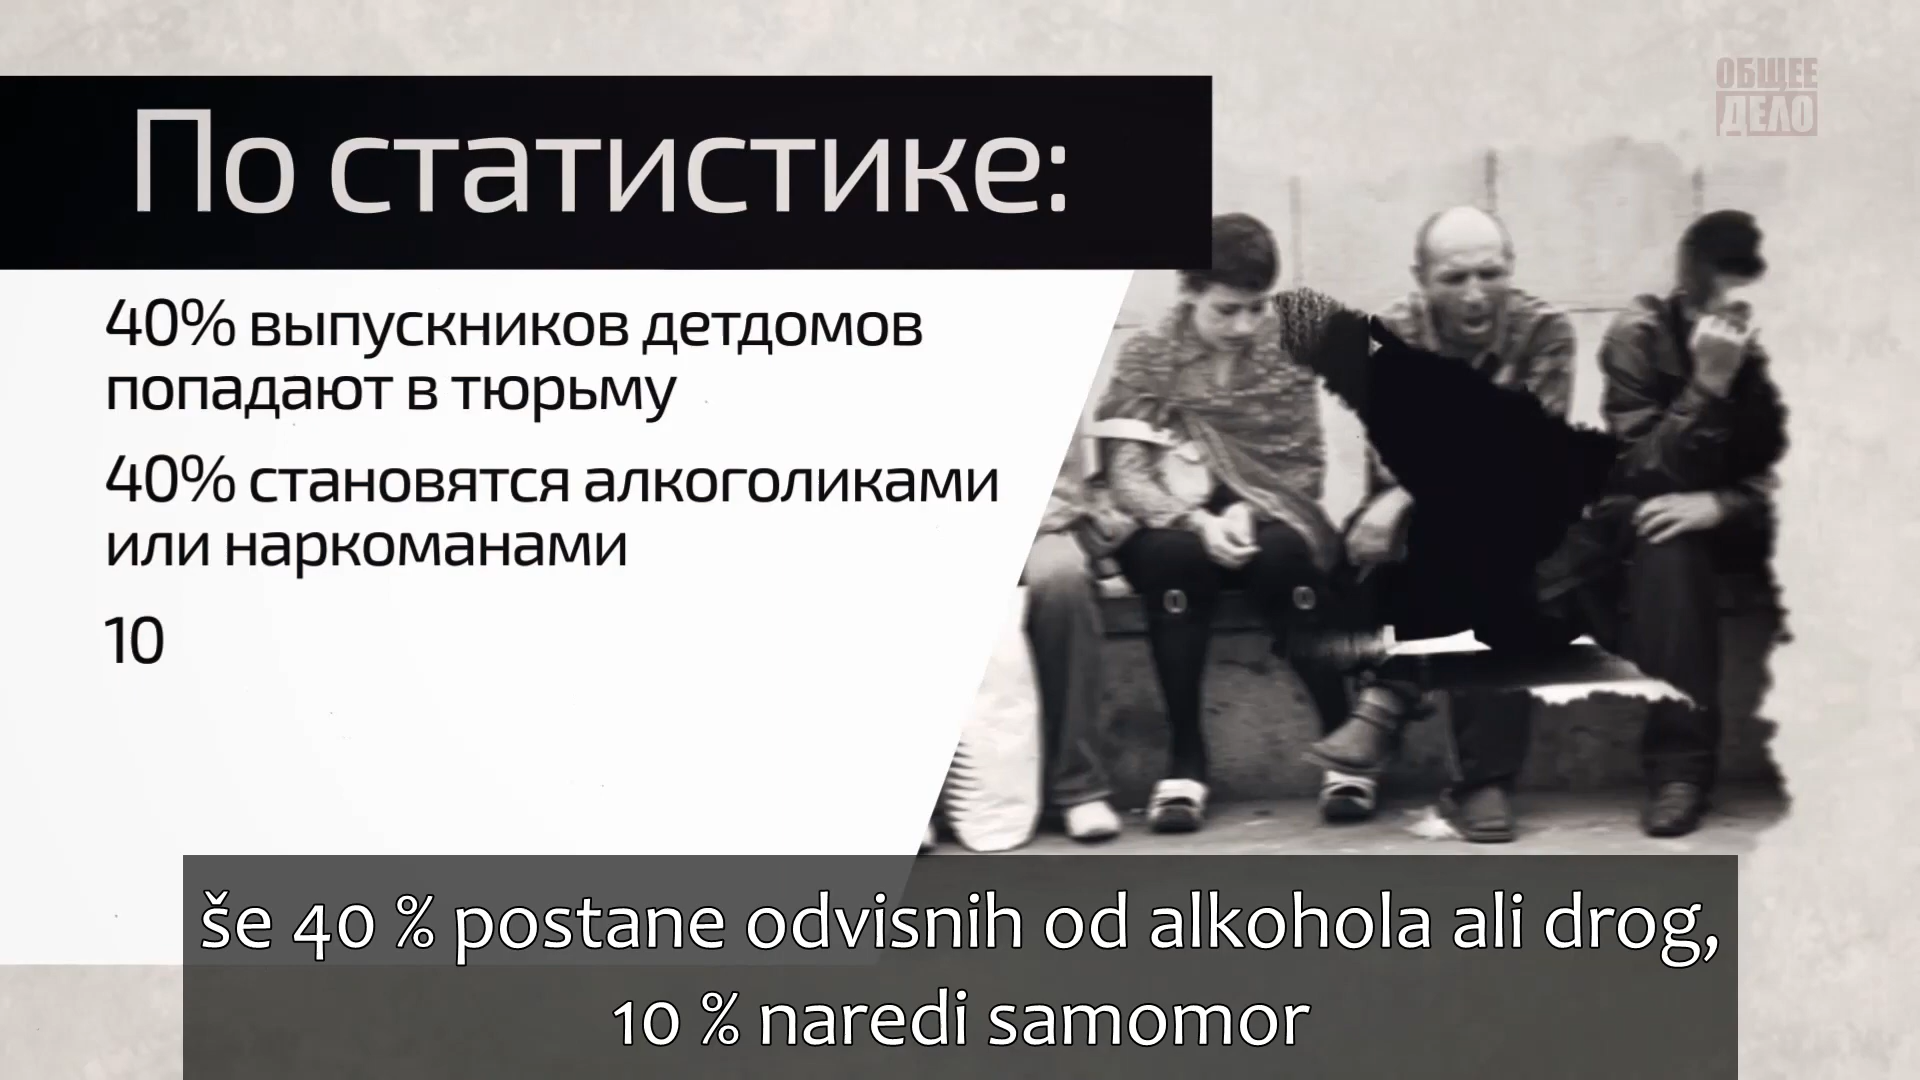 ОБЩЕЕ
ДЕЛО
По статистике:
40% выпускников детдомов
попадают в тюрьму
40% становятся алкоголиками
или наркоманами
10
še 40 % postane odvisnih od alkohola ali drog,
10 % naredi samomor